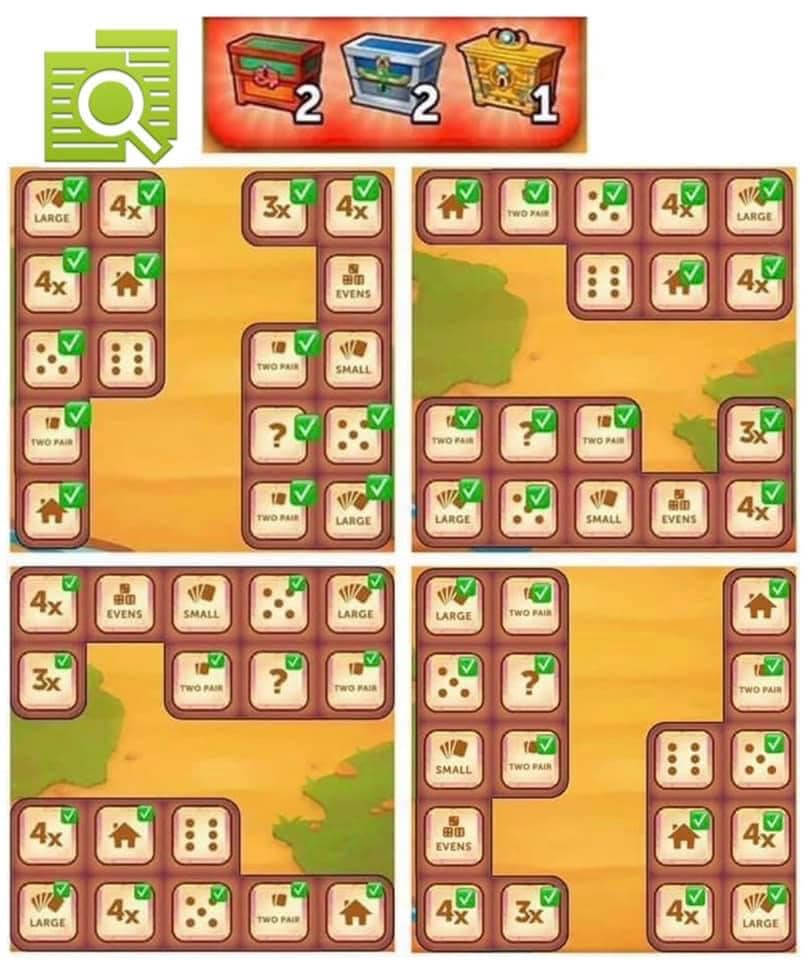 2 2 1
LARGE 4x 3x 4x
4x EVENS
TWO PAIR SMALL
TWO PAIR ?
TWO PAIR LARGE
TWO PAIR 4x LARGE
4x
TWO PAIR ? TWO PAIR 3x
LARGE SMALL EVENS 4x
4x EVENS SMALL LARGE
3x TWO PAIR ? TWO PAIR
4x
LARGE 4x TWO PAIR
LARGE TWO PAIR
? TWO PAIR
SMALL TWO PAIR
EVENS 4x
4x 3x 4x LARGE